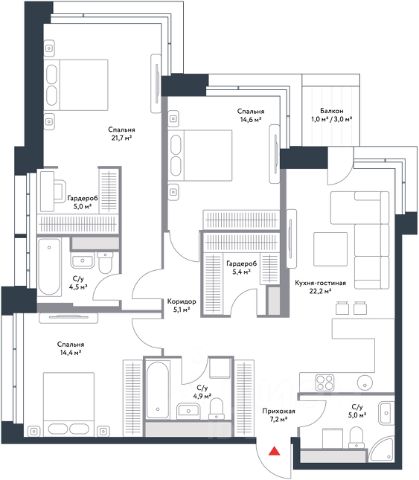 Спальня
21,7 м²
Спальня
14,6 м²
Балкон
1,0 м² / 3,0 м²
Гардероб
5,0 м²
С/у
4,5 м²
Коридор
5,1 м²
Гардероб
5,4 м²
Кухня-гостиная
22,2 м²
Спальня
14,4 м²
С/у
4,9 м²
Прихожая
7,2 м²
С/у
5,0 м²